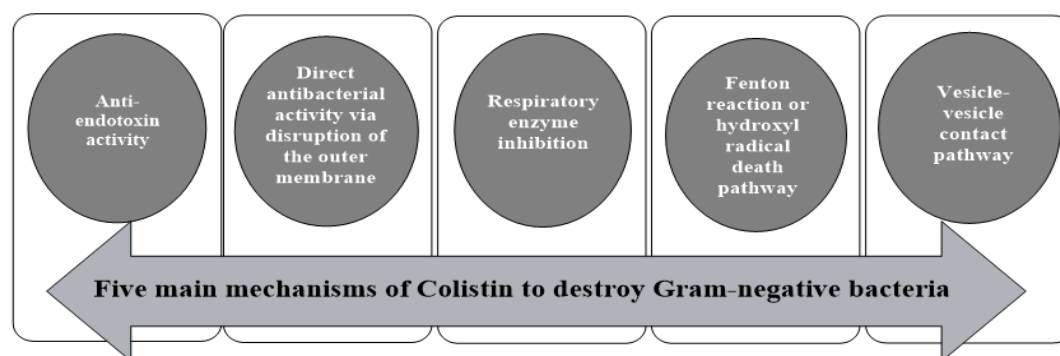 Anti-
endotoxin
activity
Direct
antibacterial
activity via
disruption of
the outer
membrane
Respiratory
enzyme
inhibition
Fenton
reaction or
hydroxyl
radical
death
pathway
Vesicle-
vesicle
contact
pathway
Five main mechanisms of Colistin to destroy Gram-negative bacteria